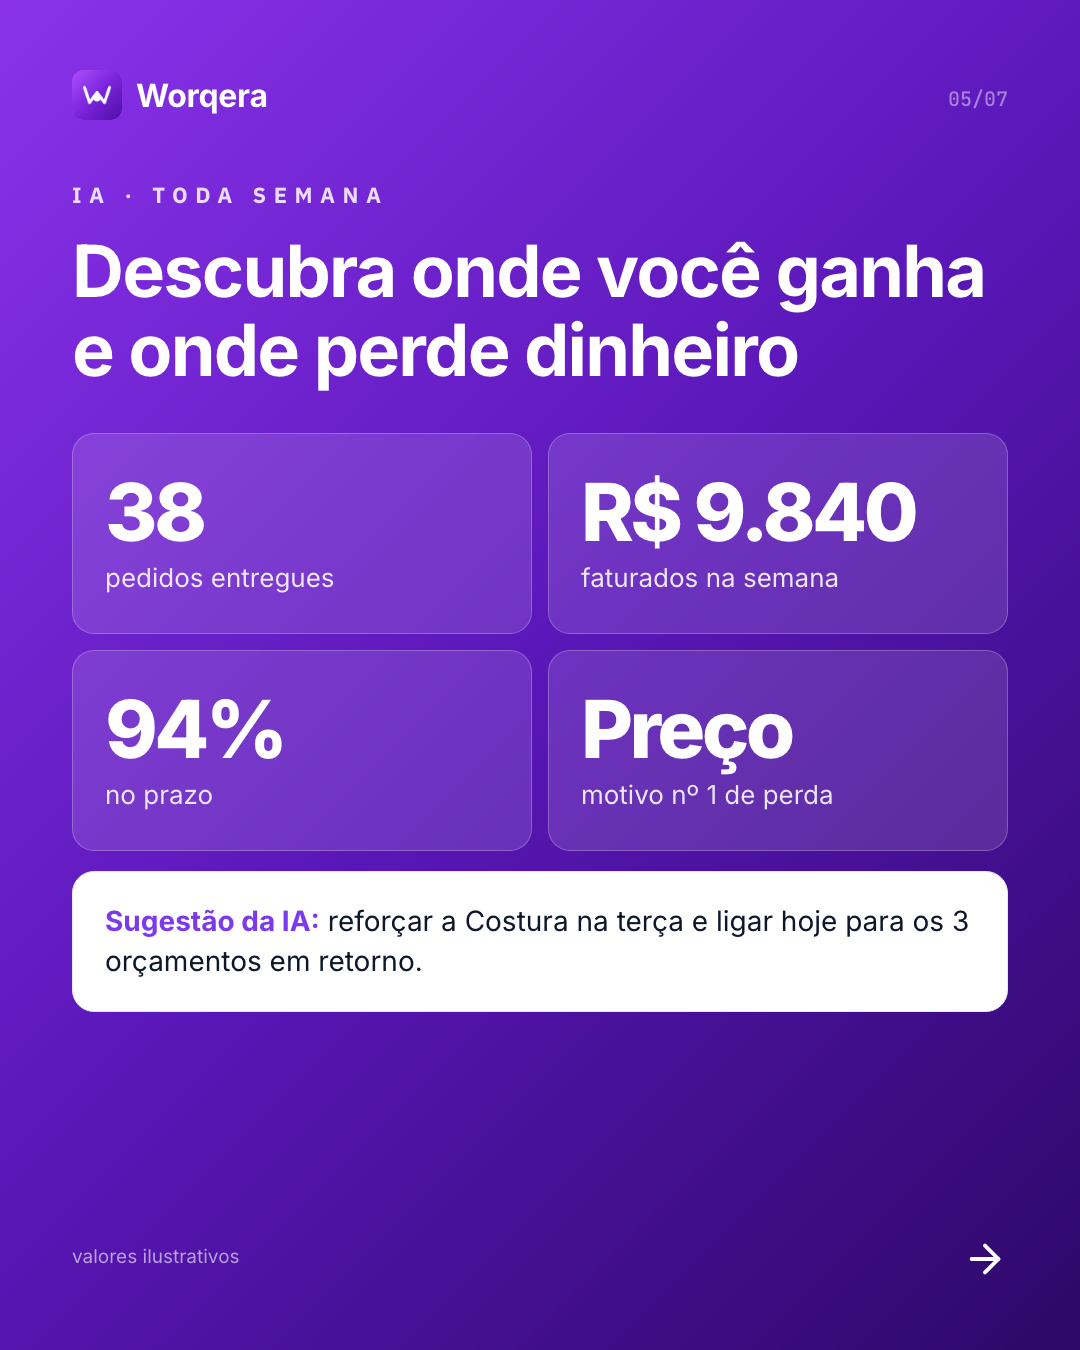 Worqera
05/07
IA · TODA SEMANA
Descubra onde você ganha
e onde perde dinheiro
38
pedidos entregues
R$ 9.840
faturados na semana
94%
no prazo
Preço
motivo nº 1 de perda
Sugestão da IA: reforçar a Costura na terça e ligar hoje para os 3
orçamentos em retorno.
valores ilustrativos